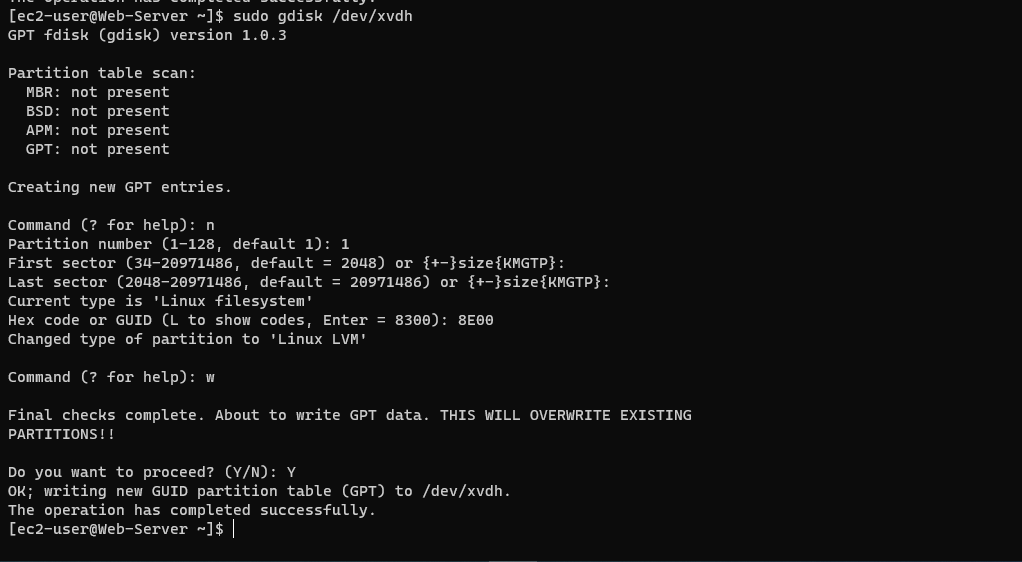 The operation has completed successfully.
[ec2-user@Web-Server ~]$ sudo gdisk /dev/xvdh
GPT fdisk (gdisk) version 1.0.3
Partition table scan:
  MBR: not present
  BSD: not present
  APM: not present
  GPT: not present
Creating new GPT entries.
Command (? for help): n
Partition number (1-128, default 1): 1
First sector (34-20971486, default = 2048) or {+-}size{KMGTP}:
Last sector (2048-20971486, default = 20971486) or {+-}size{KMGTP}:
Current type is 'Linux filesystem'
Hex code or GUID (L to show codes, Enter = 8300): 8E00
Changed type of partition to 'Linux LVM'
Command (? for help): w
Final checks complete. About to write GPT data. THIS WILL OVERWRITE EXISTING
PARTITIONS!!
Do you want to proceed? (Y/N): Y
OK; writing new GUID partition table (GPT) to /dev/xvdh.
The operation has completed successfully.
[ec2-user@Web-Server ~]$